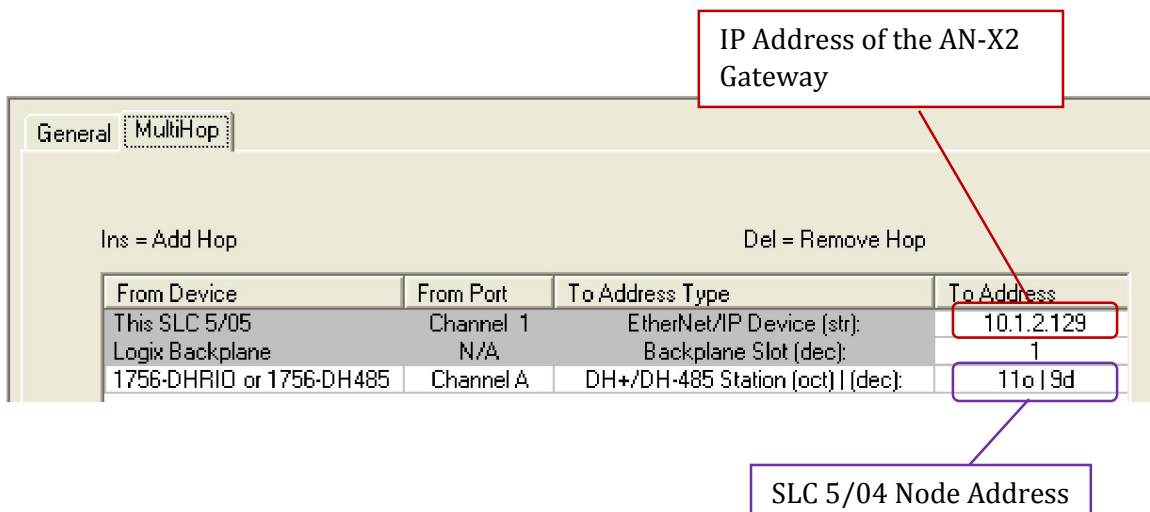 IP Address of the AN-X2
Gateway
General MultiHop
Ins = Add Hop Del = Remove Hop
From Device From Port To Address Type To Address
This SLC 5/05 Channel 1 EtherNet/IP Device (str): 10.1.2.129
Logix Backplane N/A Backplane Slot (dec): 1
1756-DHRIO or 1756-DH485 Channel A DH+/DH-485 Station (oct) | (dec): 11o | 9d
SLC 5/04 Node Address